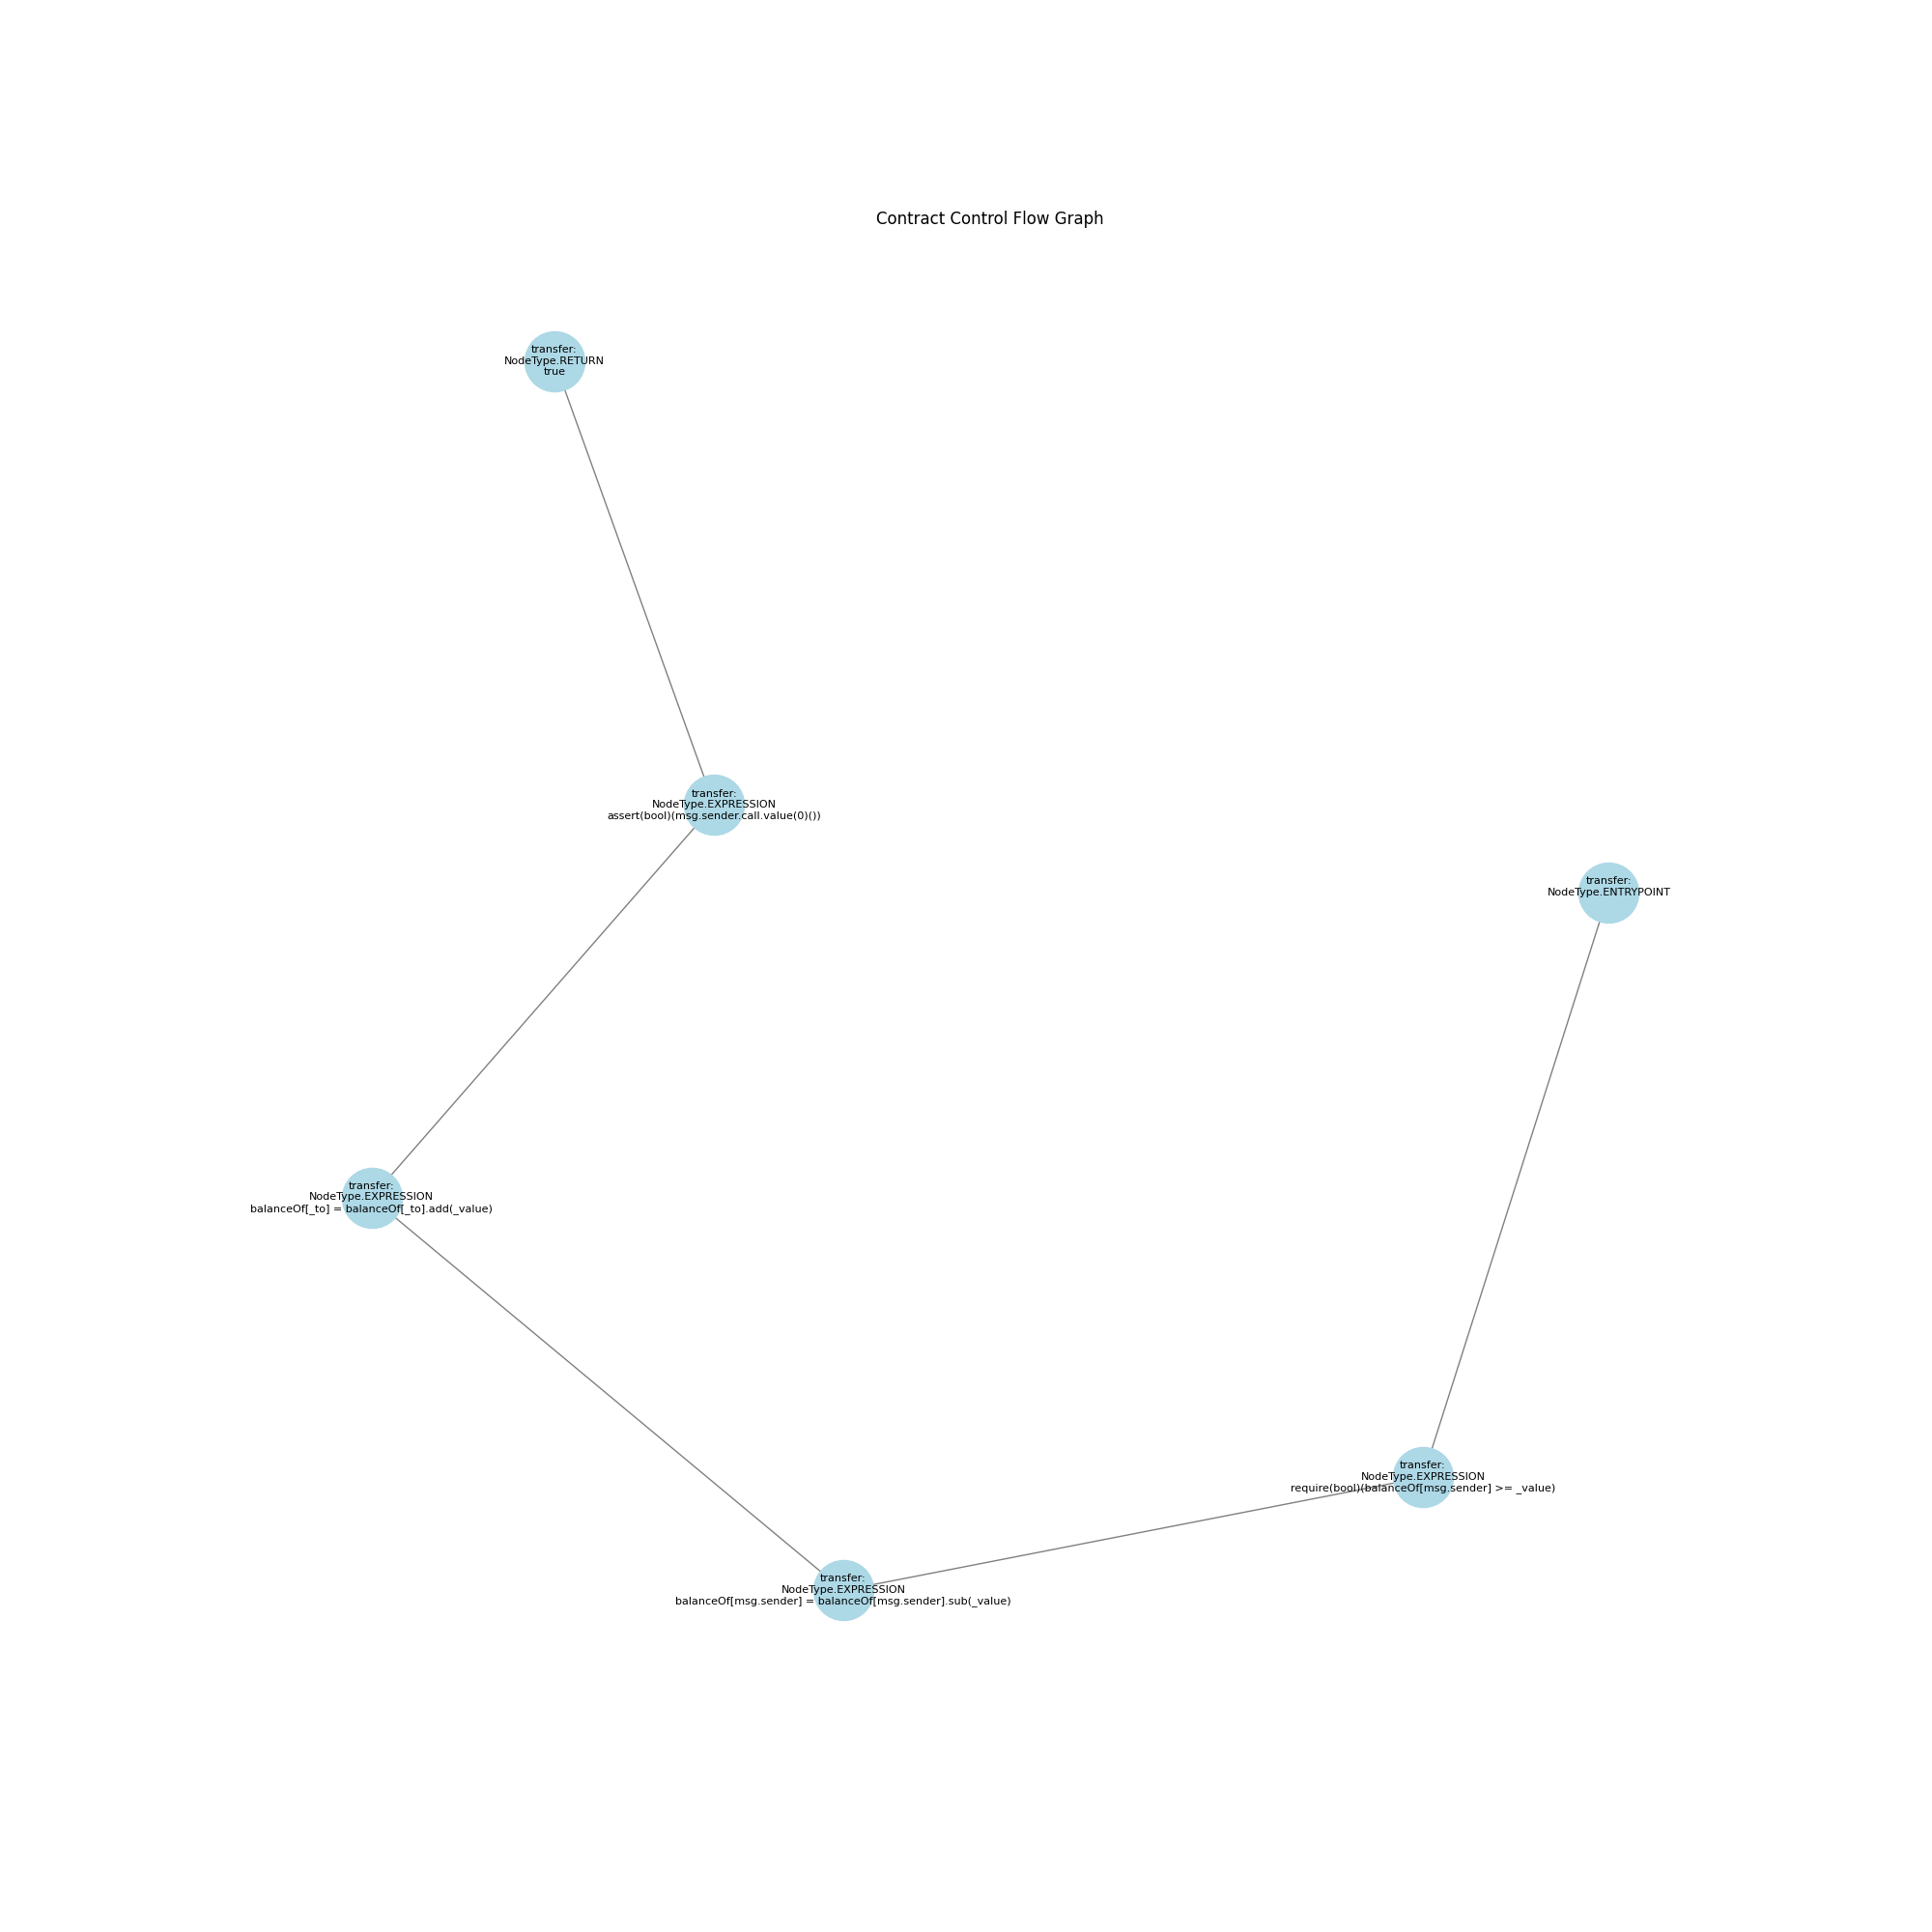 Contract Control Flow Graph
transfer:
NodeType.RETURN
true
transfer:
NodeType.EXPRESSION
assert(bool)(msg.sender.call.value(0)())
transfer:
NodeType.ENTRYPOINT
transfer:
NodeType.EXPRESSION
balanceOf[_to] = balanceOf[_to].add(_value)
transfer:
NodeType.EXPRESSION
require(bool)(balanceOf[msg.sender] >= _value)
transfer:
NodeType.EXPRESSION
balanceOf[msg.sender] = balanceOf[msg.sender].sub(_value)